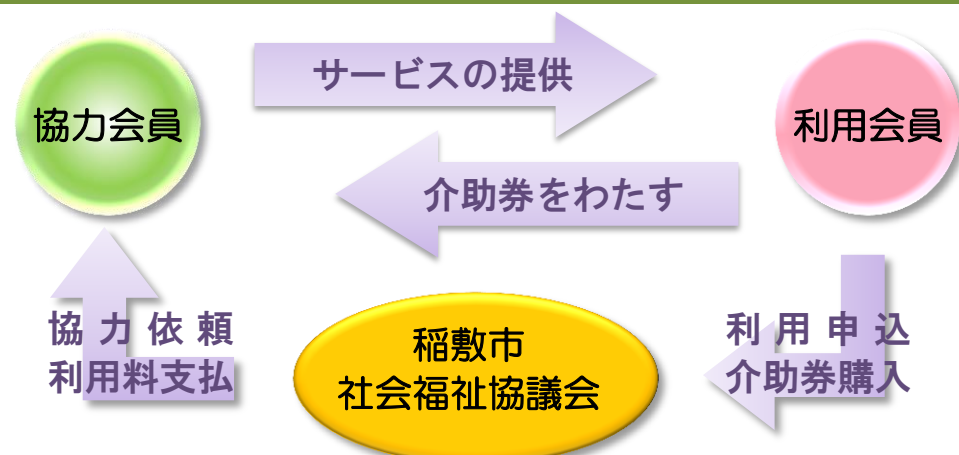 サービスの提供
協力会員
利用会員
介助券をわたす
協力依頼
利用料支払
稲敷市
社会福祉協議会
利用申込
介助券購入